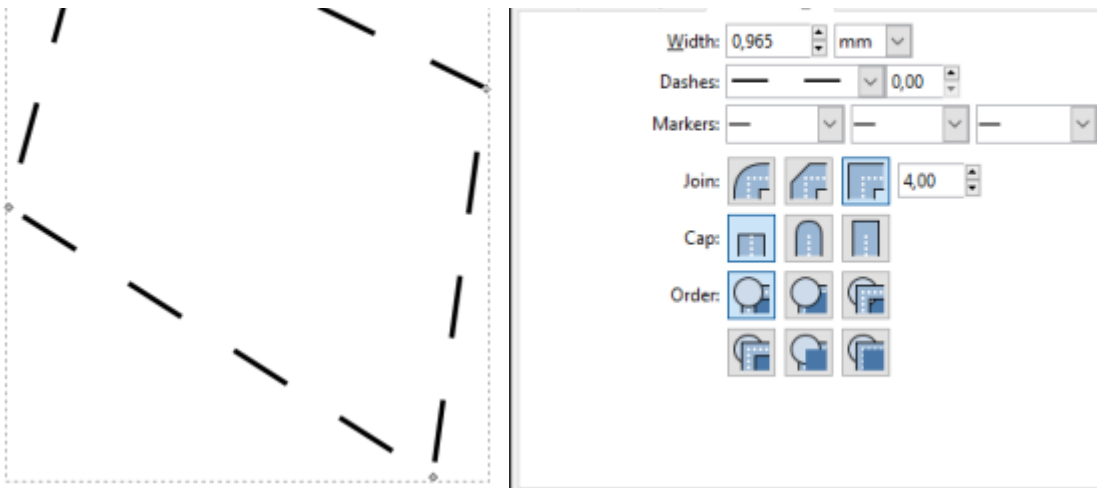 Width: 0,965 mm
Dashes: 0,00
Markers:
Join: 4,00
Cap:
Order: